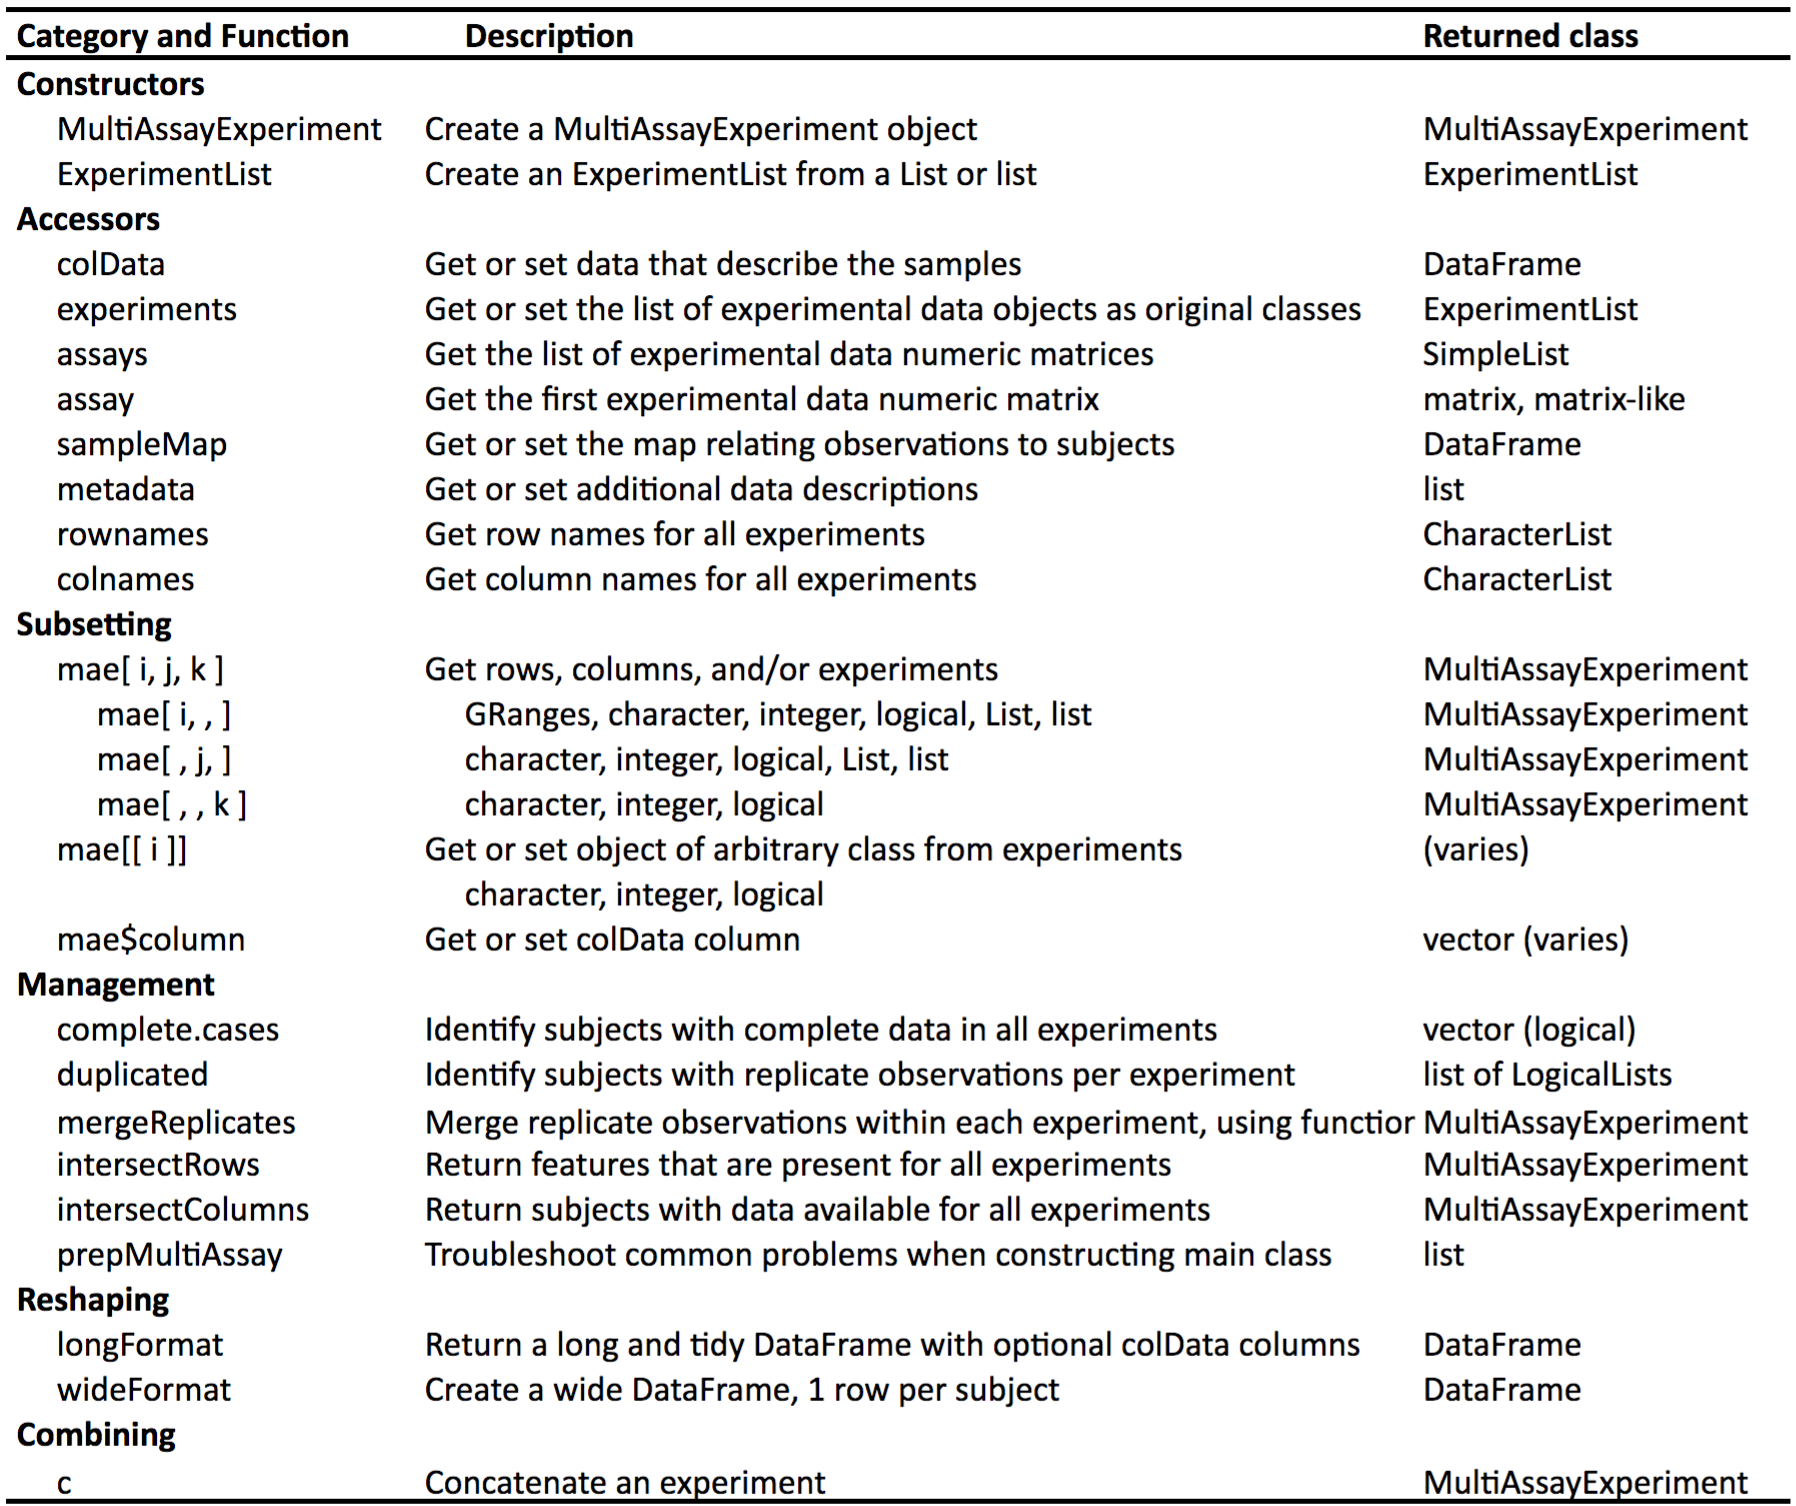 Category and Function Description Returned class
Constructors
MultiAssayExperiment Create a MultiAssayExperiment object MultiAssayExperiment
ExperimentList Create an ExperimentList from a List or list ExperimentList
Accessors
colData Get or set data that describe the samples DataFrame
experiments Get or set the list of experimental data objects as original classes ExperimentList
assays Get the list of experimental data numeric matrices SimpleList
assay Get the first experimental data numeric matrix matrix, matrix-like
sampleMap Get or set the map relating observations to subjects DataFrame
metadata Get or set additional data descriptions list
rownames Get row names for all experiments CharacterList
colnames Get column names for all experiments CharacterList
Subsetting
mae[ i, j, k ] Get rows, columns, and/or experiments MultiAssayExperiment
mae[ i, , ] GRanges, character, integer, logical, List, list MultiAssayExperiment
mae[ , j, ] character, integer, logical, List, list MultiAssayExperiment
mae[ , , k ] character, integer, logical MultiAssayExperiment
mae[[ i ]] Get or set object of arbitrary class from experiments (varies)
character, integer, logical
mae$column Get or set colData column vector (varies)
Management
complete.cases Identify subjects with complete data in all experiments vector (logical)
duplicated Identify subjects with replicate observations per experiment list of LogicalLists
mergeReplicates Merge replicate observations within each experiment, using function MultiAssayExperiment
intersectRows Return features that are present for all experiments MultiAssayExperiment
intersectColumns Return subjects with data available for all experiments MultiAssayExperiment
prepMultiAssay Troubleshoot common problems when constructing main class list
Reshaping
longFormat Return a long and tidy DataFrame with optional colData columns DataFrame
wideFormat Create a wide DataFrame, 1 row per subject DataFrame
Combining
c Concatenate an experiment MultiAssayExperiment